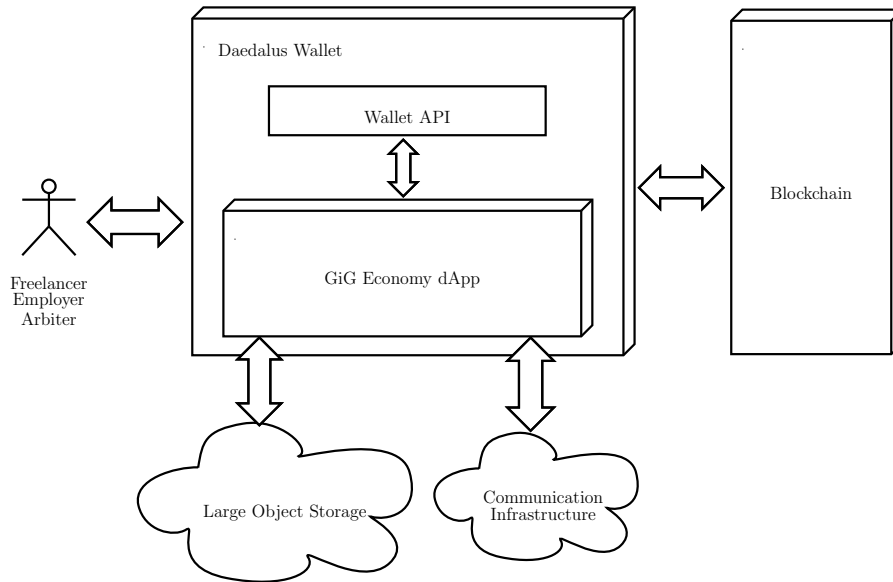 Daedalus Wallet
Wallet API
Blockchain
GiG Economy dApp
Freelancer
Employer
Arbiter
Large Object Storage
Communication
Infrastructure